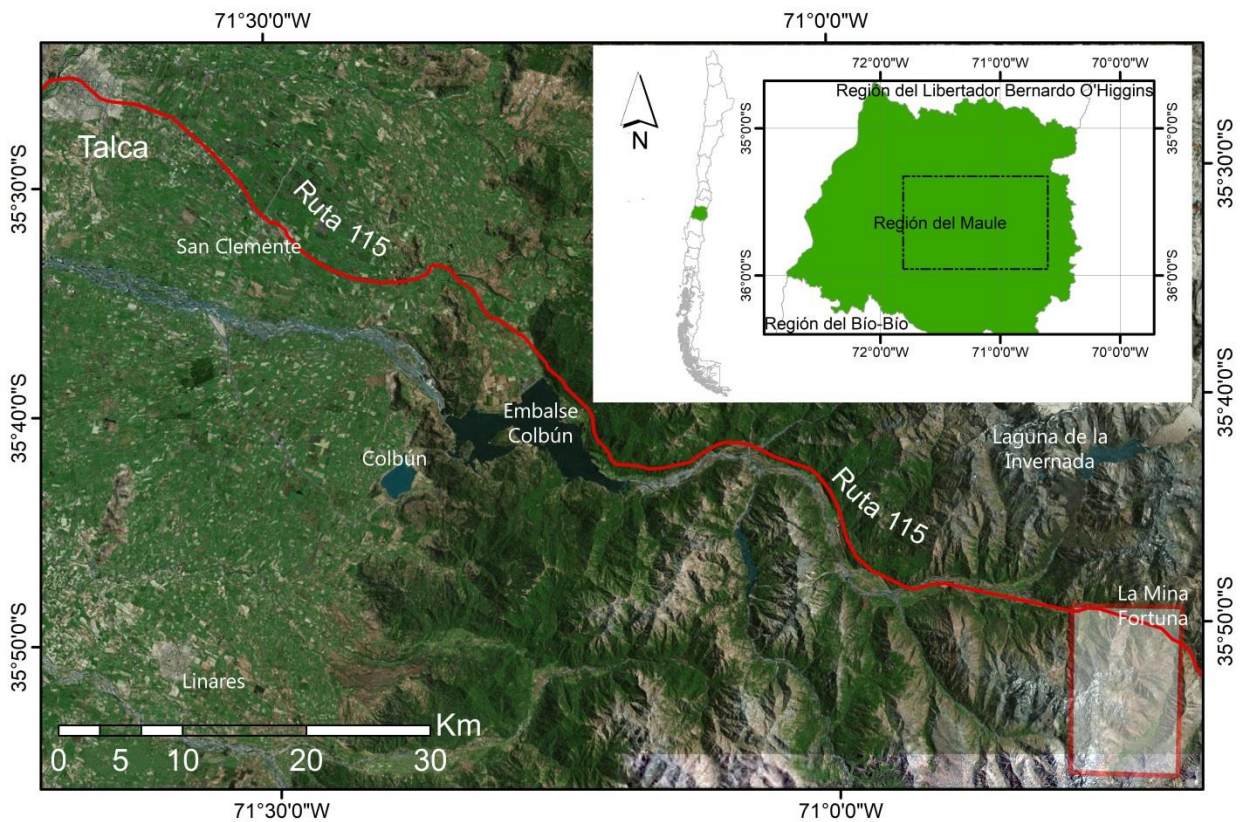 71°30'0"W
71°0'0"W
72°0'0"W
71°0'0"W
70°0'0"W
Región del Libertador Bernardo O'Higgins
35°0'0"S
35°0'0"S
N
Región del Maule
36°0'0"S
36°0'0"S
Región del Bío-Bío
72°0'0"W
71°0'0"W
70°0'0"W
Talca
35°30'0"S
35°30'0"S
Ruta 115
San Clemente
35°40'0"S
35°40'0"S
Embalse
Colbún
Colbún
Laguna de la
Invernada
Ruta 115
La Mina
Fortuna
35°50'0"S
35°50'0"S
Linares
Km
0 5 10 20 30
71°30'0"W
71°0'0"W